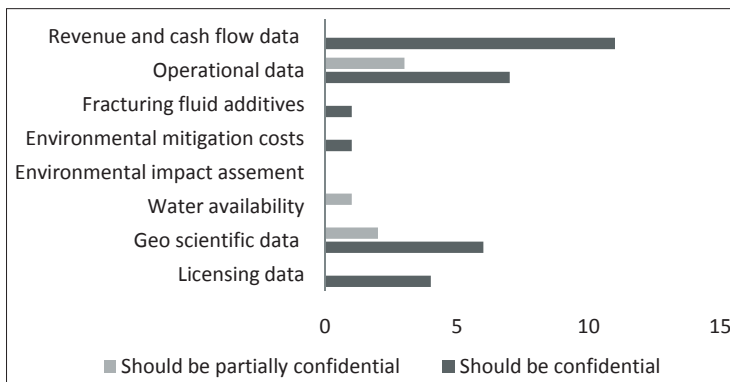 Revenue and cash flow data
Operational data
Fracturing fluid additives
Environmental mitigation costs
Environmental impact assement
Water availability
Geo scientific data
Licensing data
0 5 10 15
Should be partially confidential Should be confidential